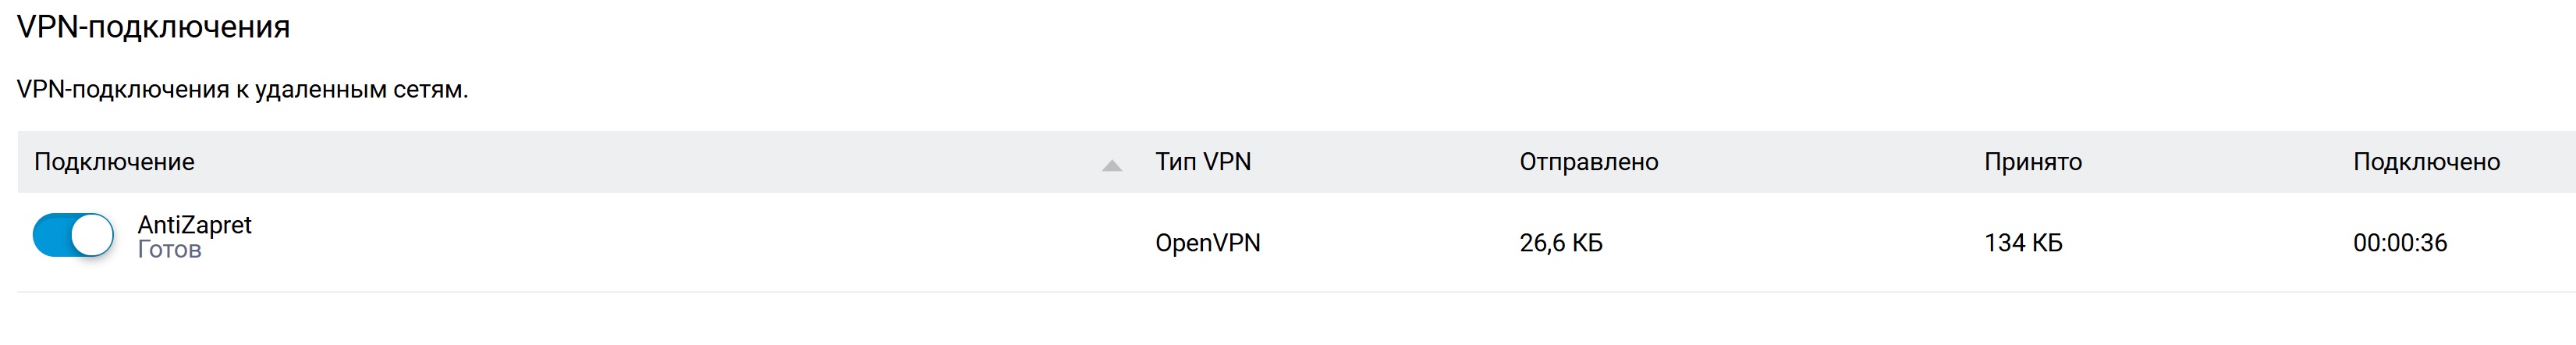 VPN-подключения
VPN-подключения к удаленным сетям.
Подключение Тип VPN Отправлено Принято Подключено
AntiZapret
Готов
OpenVPN 26,6 КБ 134 КБ 00:00:36